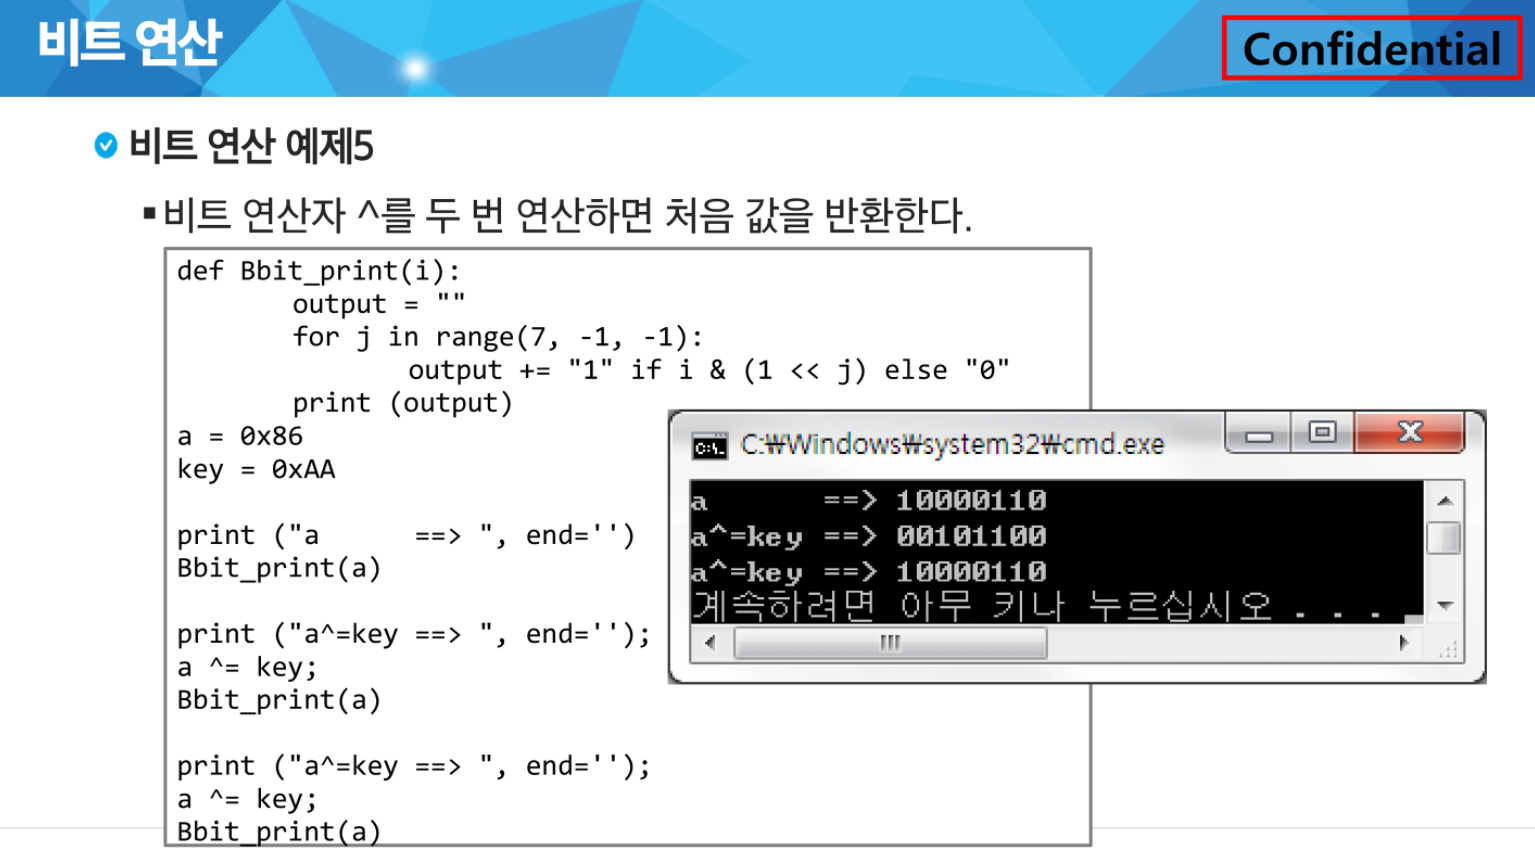 비트 연산
Confidential
비트 연산 예제5
▪비트 연산자 ^를 두 번 연산하면 처음 값을 반환한다.
def Bbit_print(i):
output = ""
for j in range(7, -1, -1):
output += "1" if i & (1 << j) else "0"
print (output)
a = 0x86
key = 0xAA
print ("a      ==> ", end='')
Bbit_print(a)
print ("a^=key ==> ", end='');
a ^= key;
Bbit_print(a)
print ("a^=key ==> ", end='');
a ^= key;
Bbit_print(a)
C:\_
C:₩Windows₩system32₩cmd.exe
a      ==> 10000110
a^=key ==> 00101100
a^=key ==> 10000110
계속하려면 아무 키나 누르십시오 . . . _